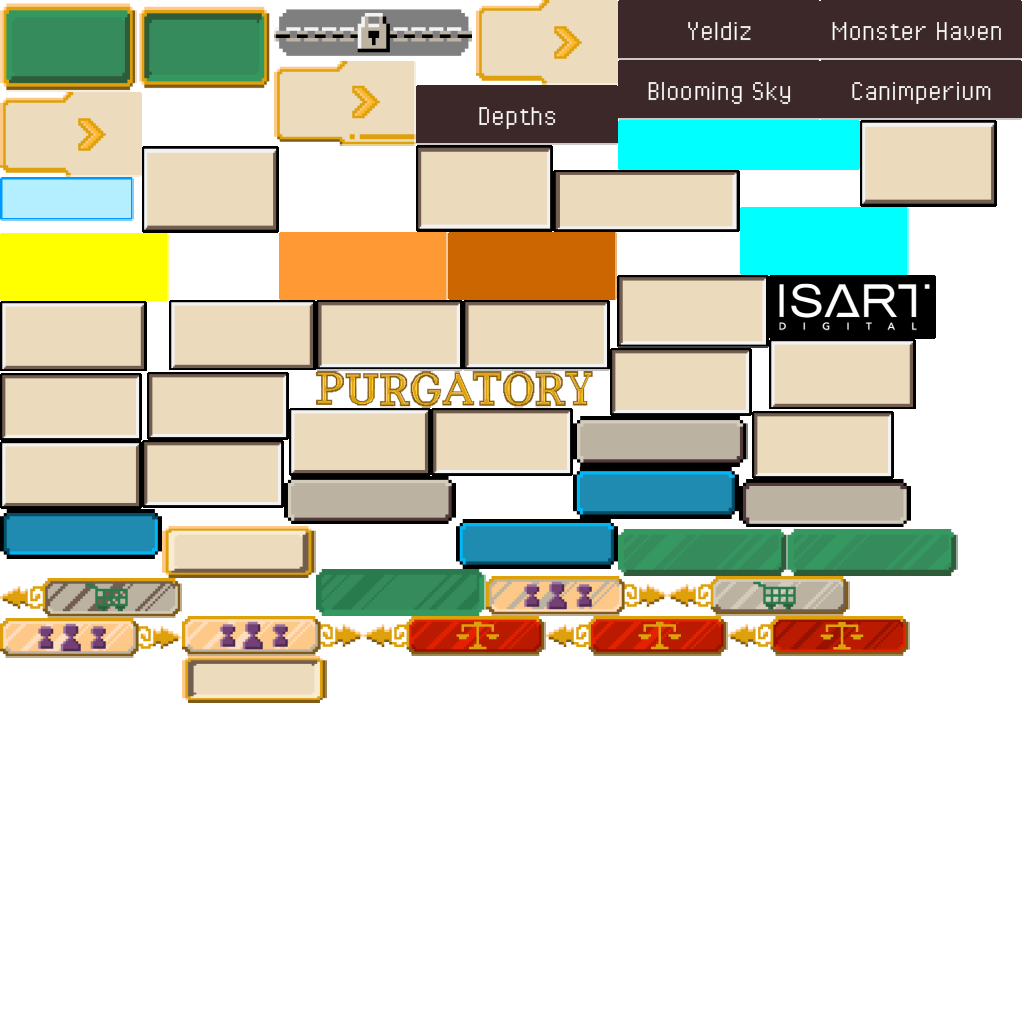 Yeldiz
Monster Haven
Blooming Sky
Canimperium
Depths
ISART
DIGITAL
PURGATORY